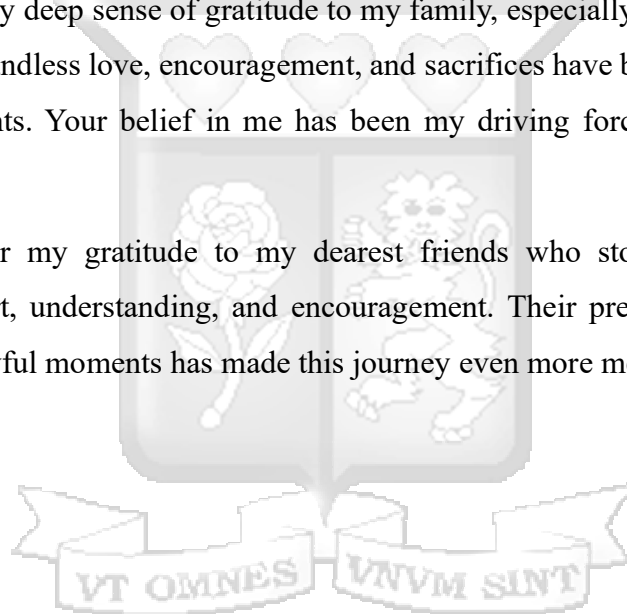 y deep sense of gratitude to my family, especially
ndless love, encouragement, and sacrifices have b
nts. Your belief in me has been my driving forc
r my gratitude to my dearest friends who sto
t, understanding, and encouragement. Their pre
ful moments has made this journey even more m
VT OMNES VNVM SINT